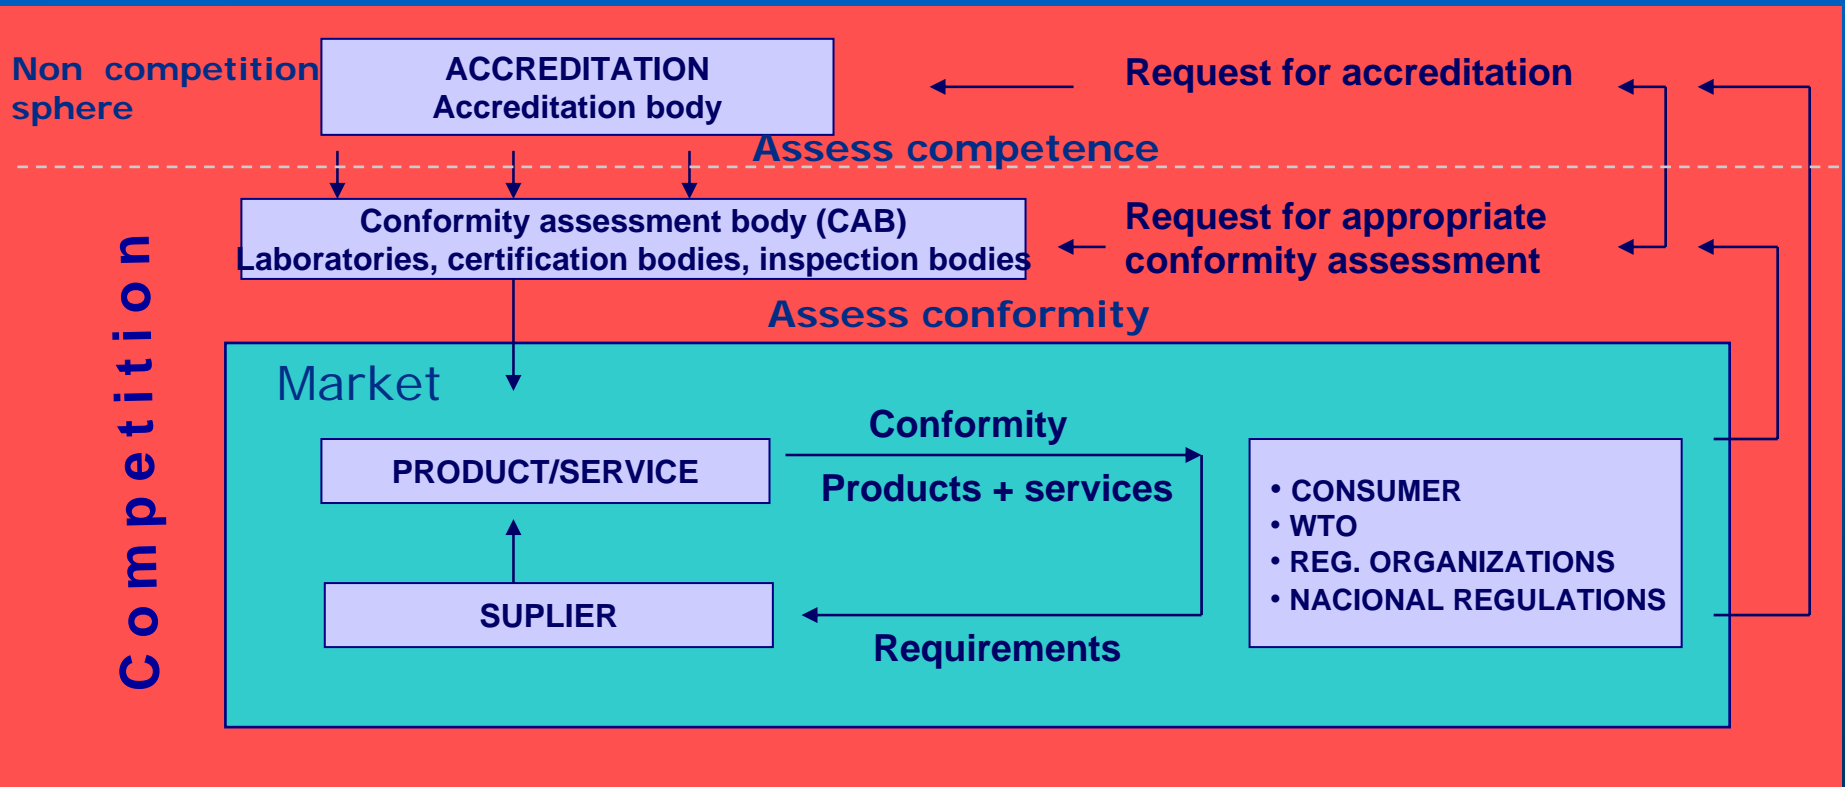 Non competition
sphere
ACCREDITATION
Accreditation body
Request for accreditation
Assess competence
Conformity assessment body (CAB)
Laboratories, certification bodies, inspection bodies
Request for appropriate
conformity assessment
Assess conformity
Competition
Market
Conformity
PRODUCT/SERVICE
Products + services
• CONSUMER
• WTO
• REG. ORGANIZATIONS
• NACIONAL REGULATIONS
SUPLIER
Requirements